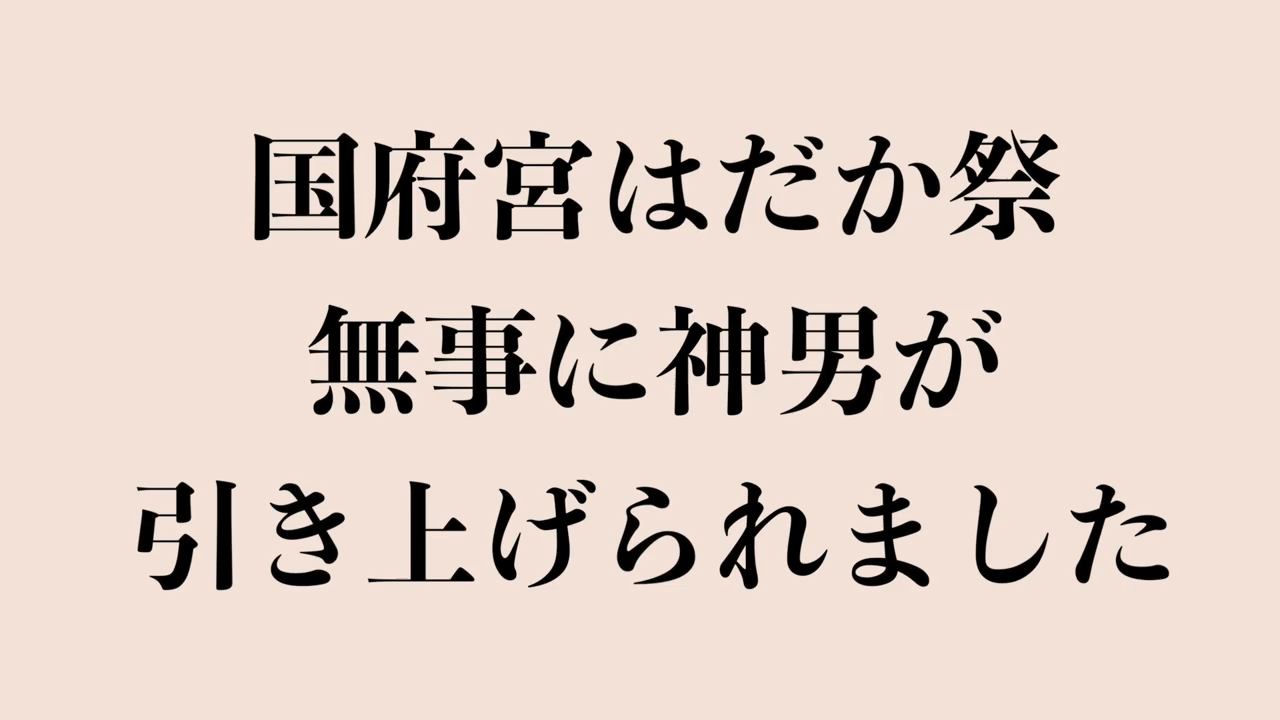 国府宮はだか祭
無事に神男が
引き上げられました